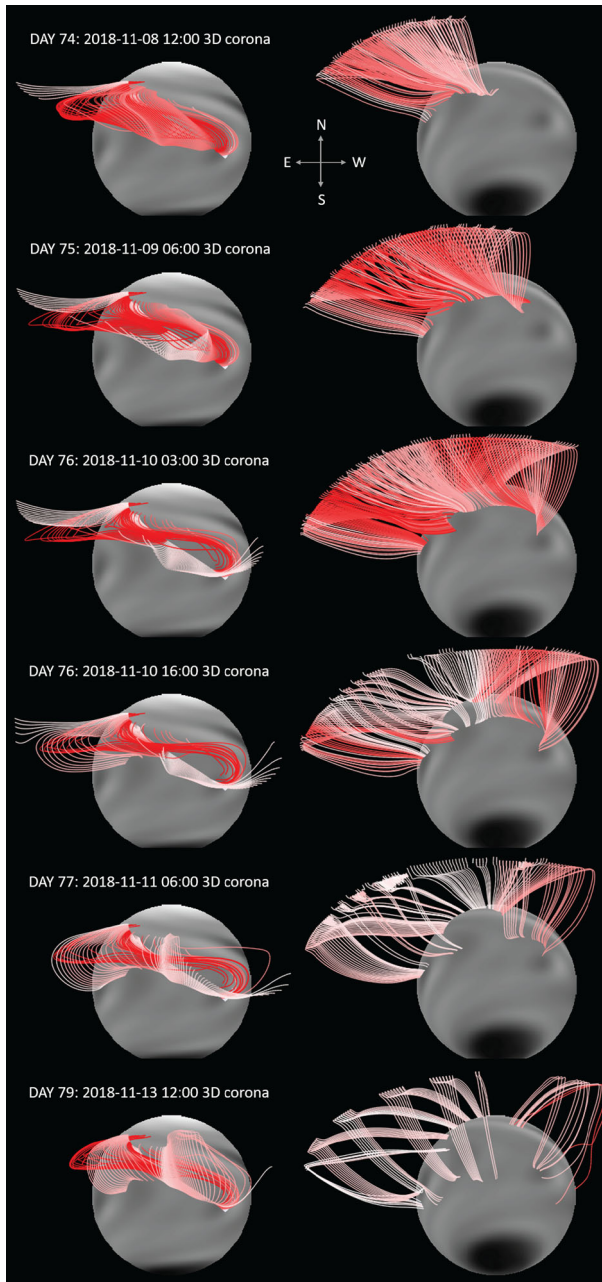 DAY 74: 2018-11-08 12:00 3D corona
N
E W
S
DAY 75: 2018-11-09 06:00 3D corona
DAY 76: 2018-11-10 03:00 3D corona
DAY 76: 2018-11-10 16:00 3D corona
DAY 77: 2018-11-11 06:00 3D corona
DAY 79: 2018-11-13 12:00 3D corona